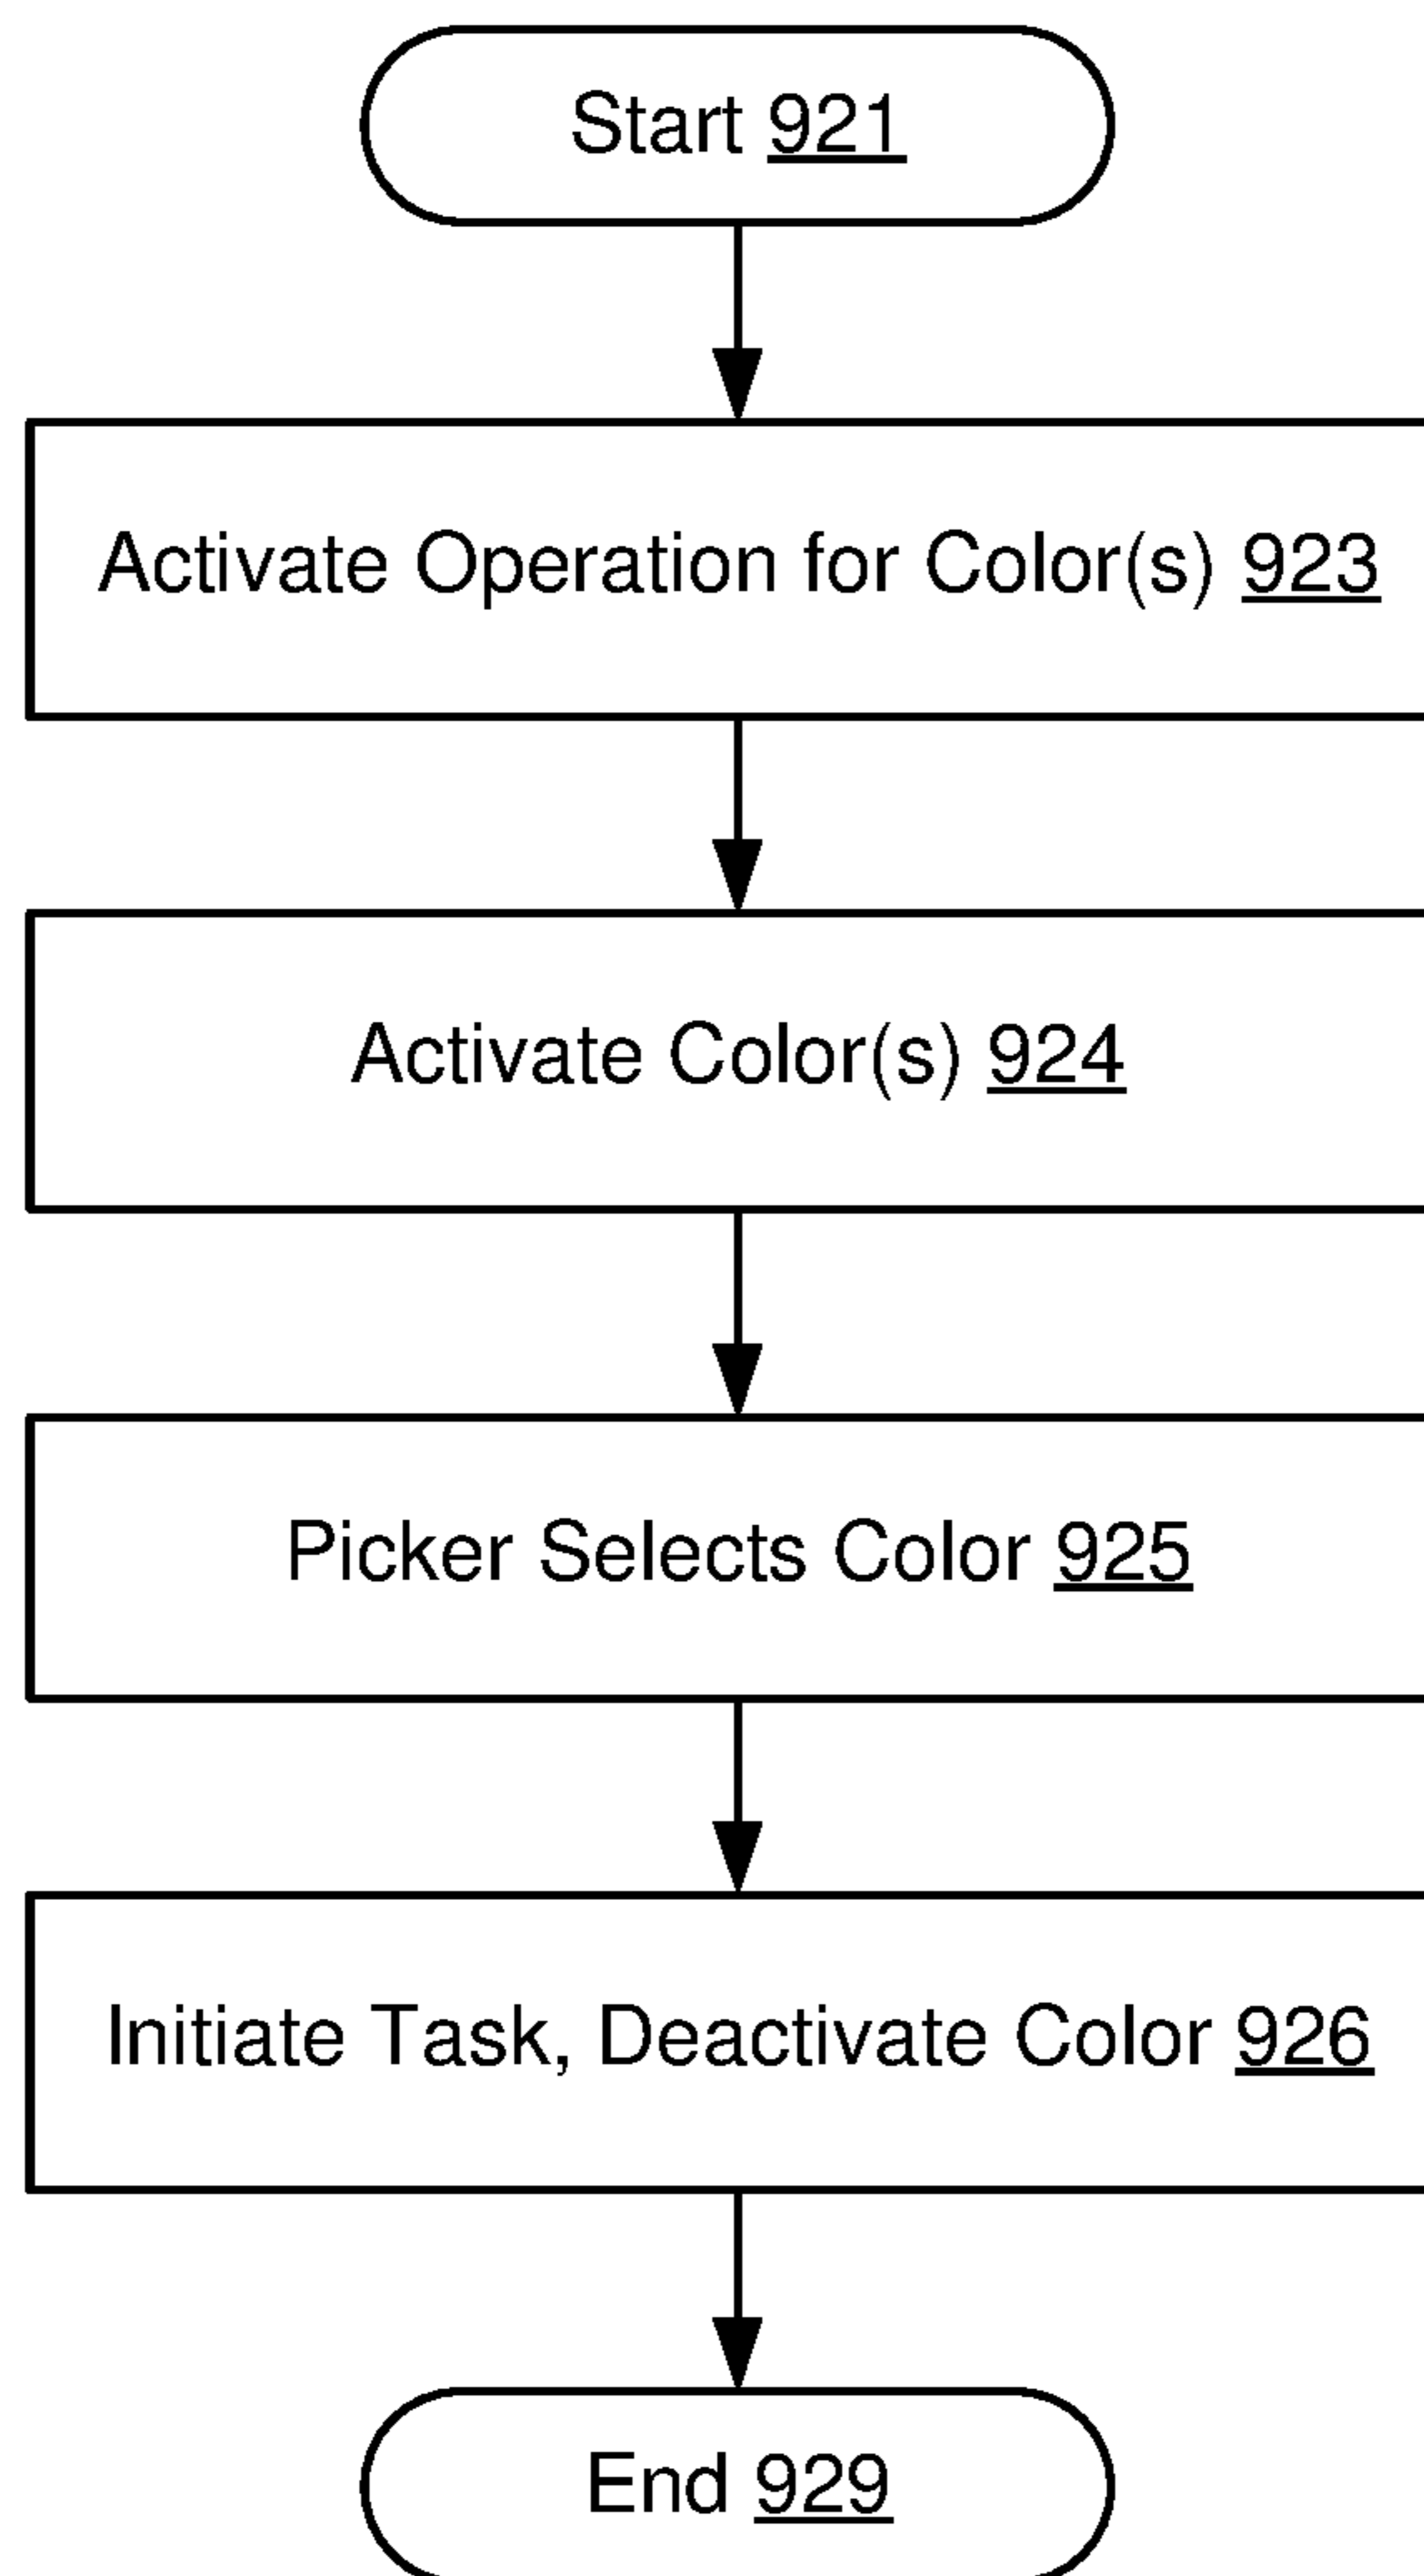 Start 921
Activate Operation for Color(s) 923
Activate Color(s) 924
Picker Selects Color 925
Initiate Task, Deactivate Color 926
End 929